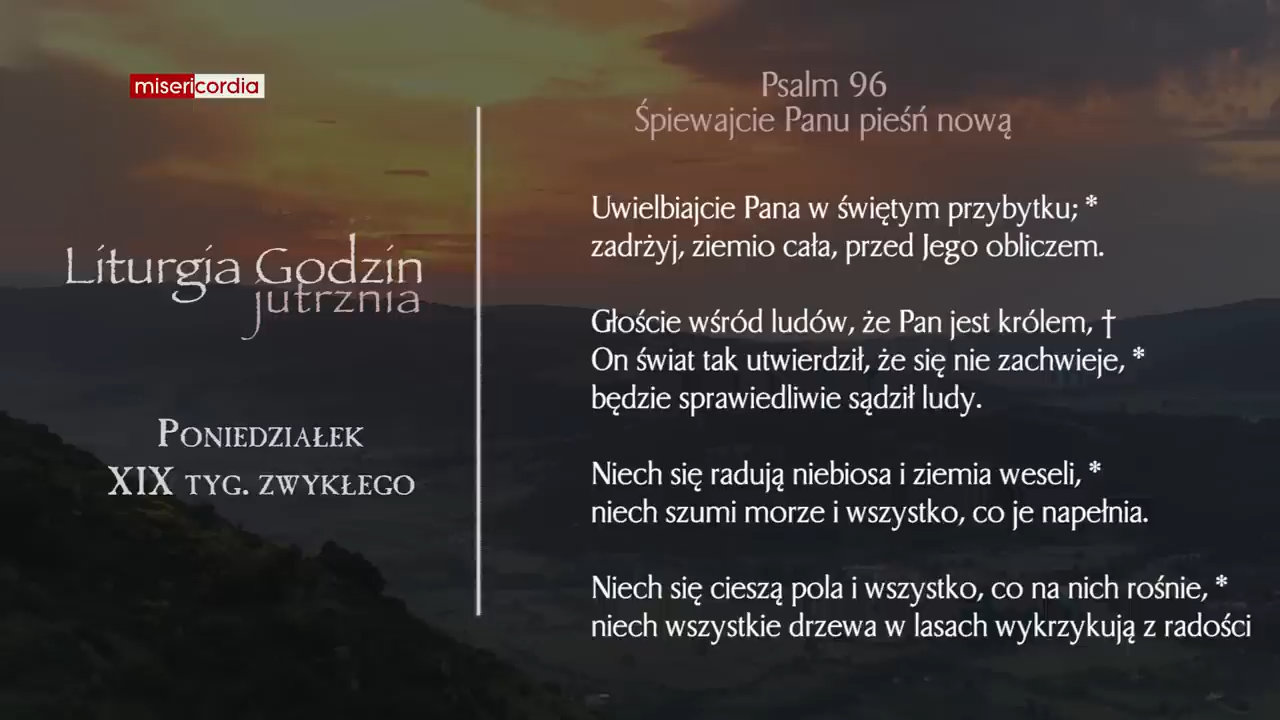 misericordia
Liturgia Godzin
jutrznia
Poniedziałek
XIX tyg. zwykłego
Psalm 96
Śpiewajcie Panu pieśń nową
Uwielbiajcie Pana w świętym przybytku; *
zadrżyj, ziemio cała, przed Jego obliczem.
Głoście wśród ludów, że Pan jest królem, †
On świat tak utwierdził, że się nie zachwieje, *
będzie sprawiedliwie sądził ludy.
Niech się radują niebiosa i ziemia weseli, *
niech szumi morze i wszystko, co je napełnia.
Niech się cieszą pola i wszystko, co na nich rośnie, *
niech wszystkie drzewa w lasach wykrzykują z radości